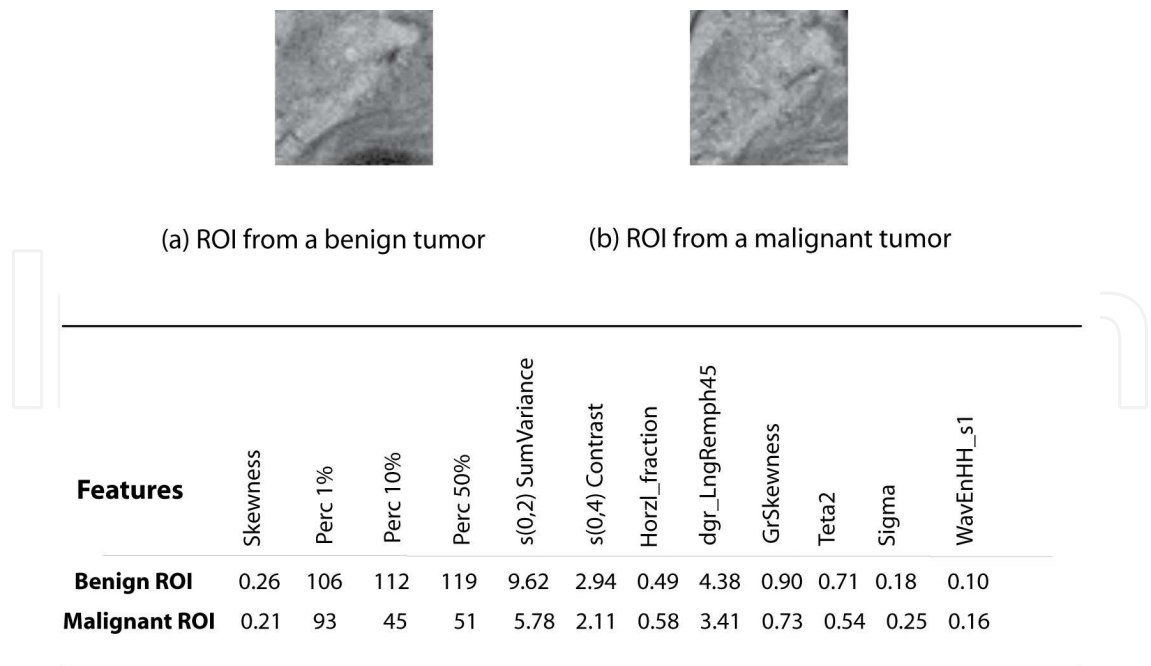 (a) ROI from a benign tumor
(b) ROI from a malignant tumor
Features
Skewness
Perc 1%
Perc 10%
Perc 50%
s(0,2) SumVariance
s(0,4) Contrast
Horzl_fraction
dgr_LngRemph45
GrSkewness
Teta2
Sigma
WavEnHH_s1
Benign ROI 0.26 106 112 119 9.62 2.94 0.49 4.38 0.90 0.71 0.18 0.10
Malignant ROI 0.21 93 45 51 5.78 2.11 0.58 3.41 0.73 0.54 0.25 0.16